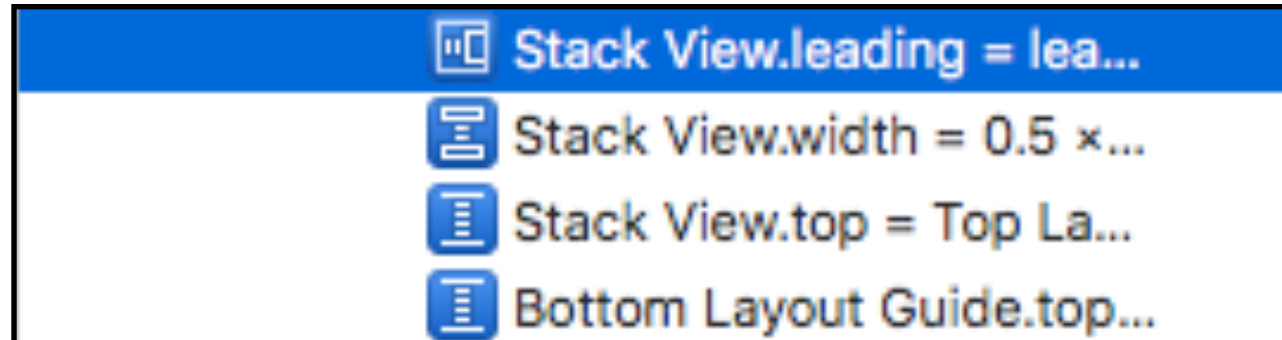 Stack View.leading = lea...
Stack View.width = 0.5 ×...
Stack View.top = Top La...
Bottom Layout Guide.top...